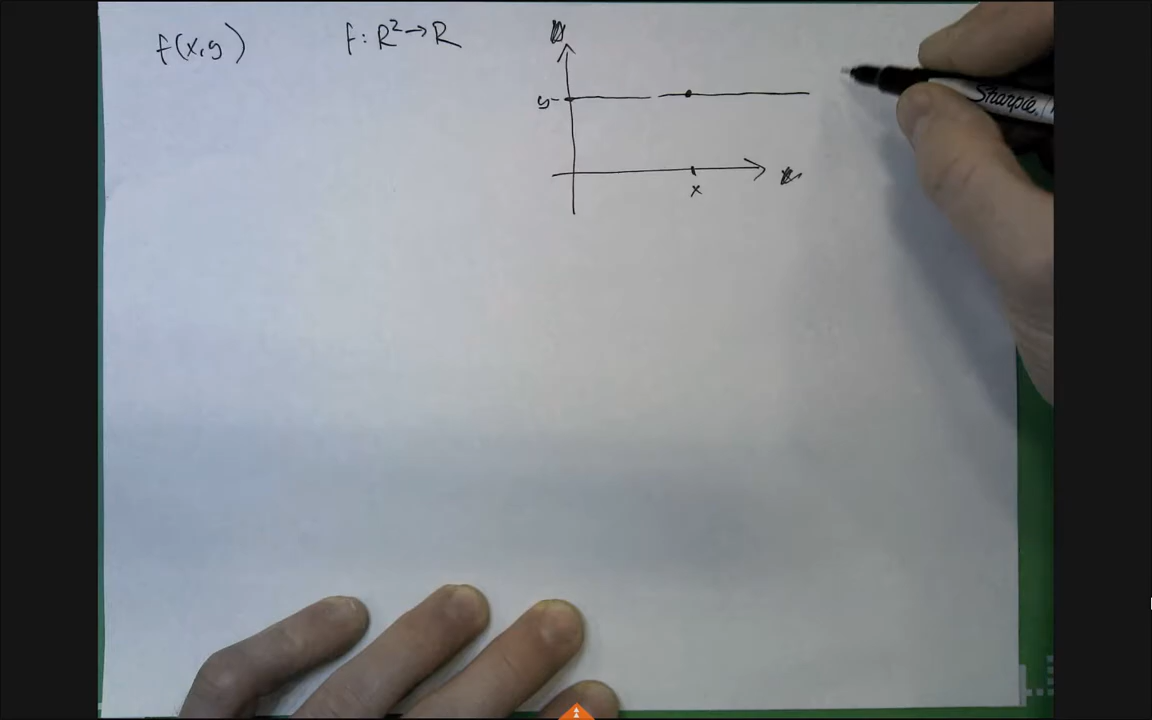 f(x,y)
f: R² → R
y
x
Sharpie.